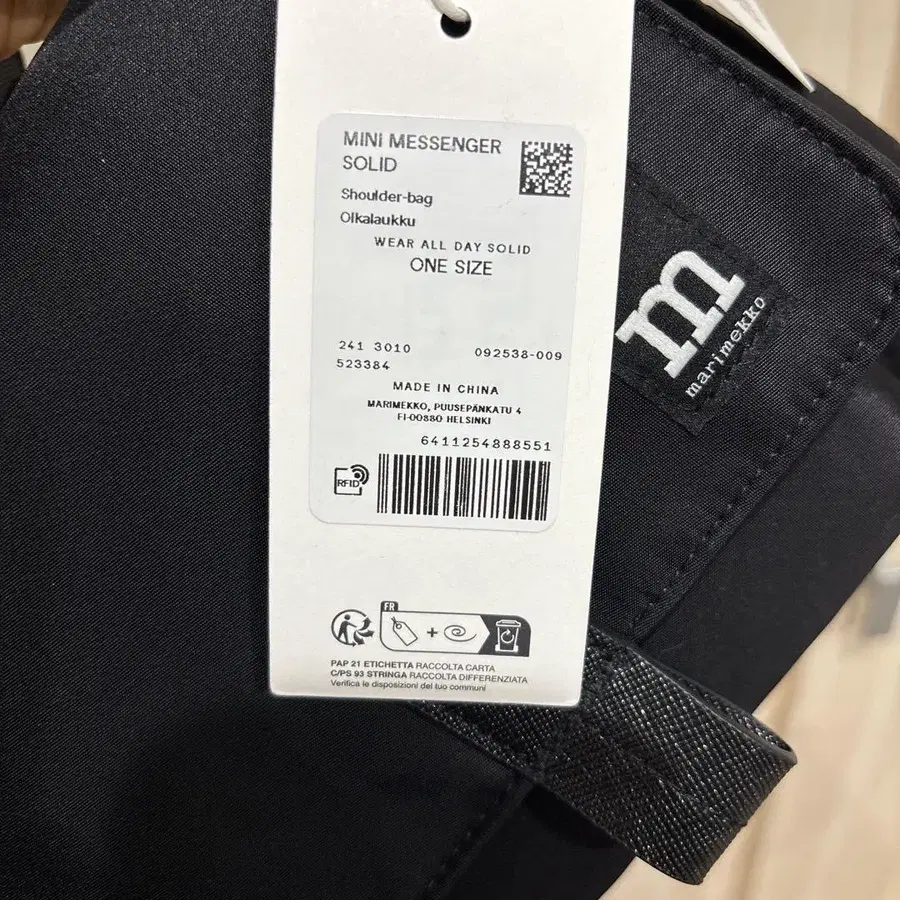 MINI MESSENGER
SOLID
Shoulder-bag
Olkalaukku
WEAR ALL DAY SOLID
ONE SIZE
241 3010 092538-009
523384
MADE IN CHINA
MARIMEKKO, PUUSEPÄNKATU 4
FI-00880 HELSINKI
6411254888551
RFID
FR
PAP 21 ETICHETTA RACCOLTA CARTA
C/PS 93 STRINGA RACCOLTA DIFFERENZIATA
Verifica le disposizioni del tuo comuni
m
marimekko